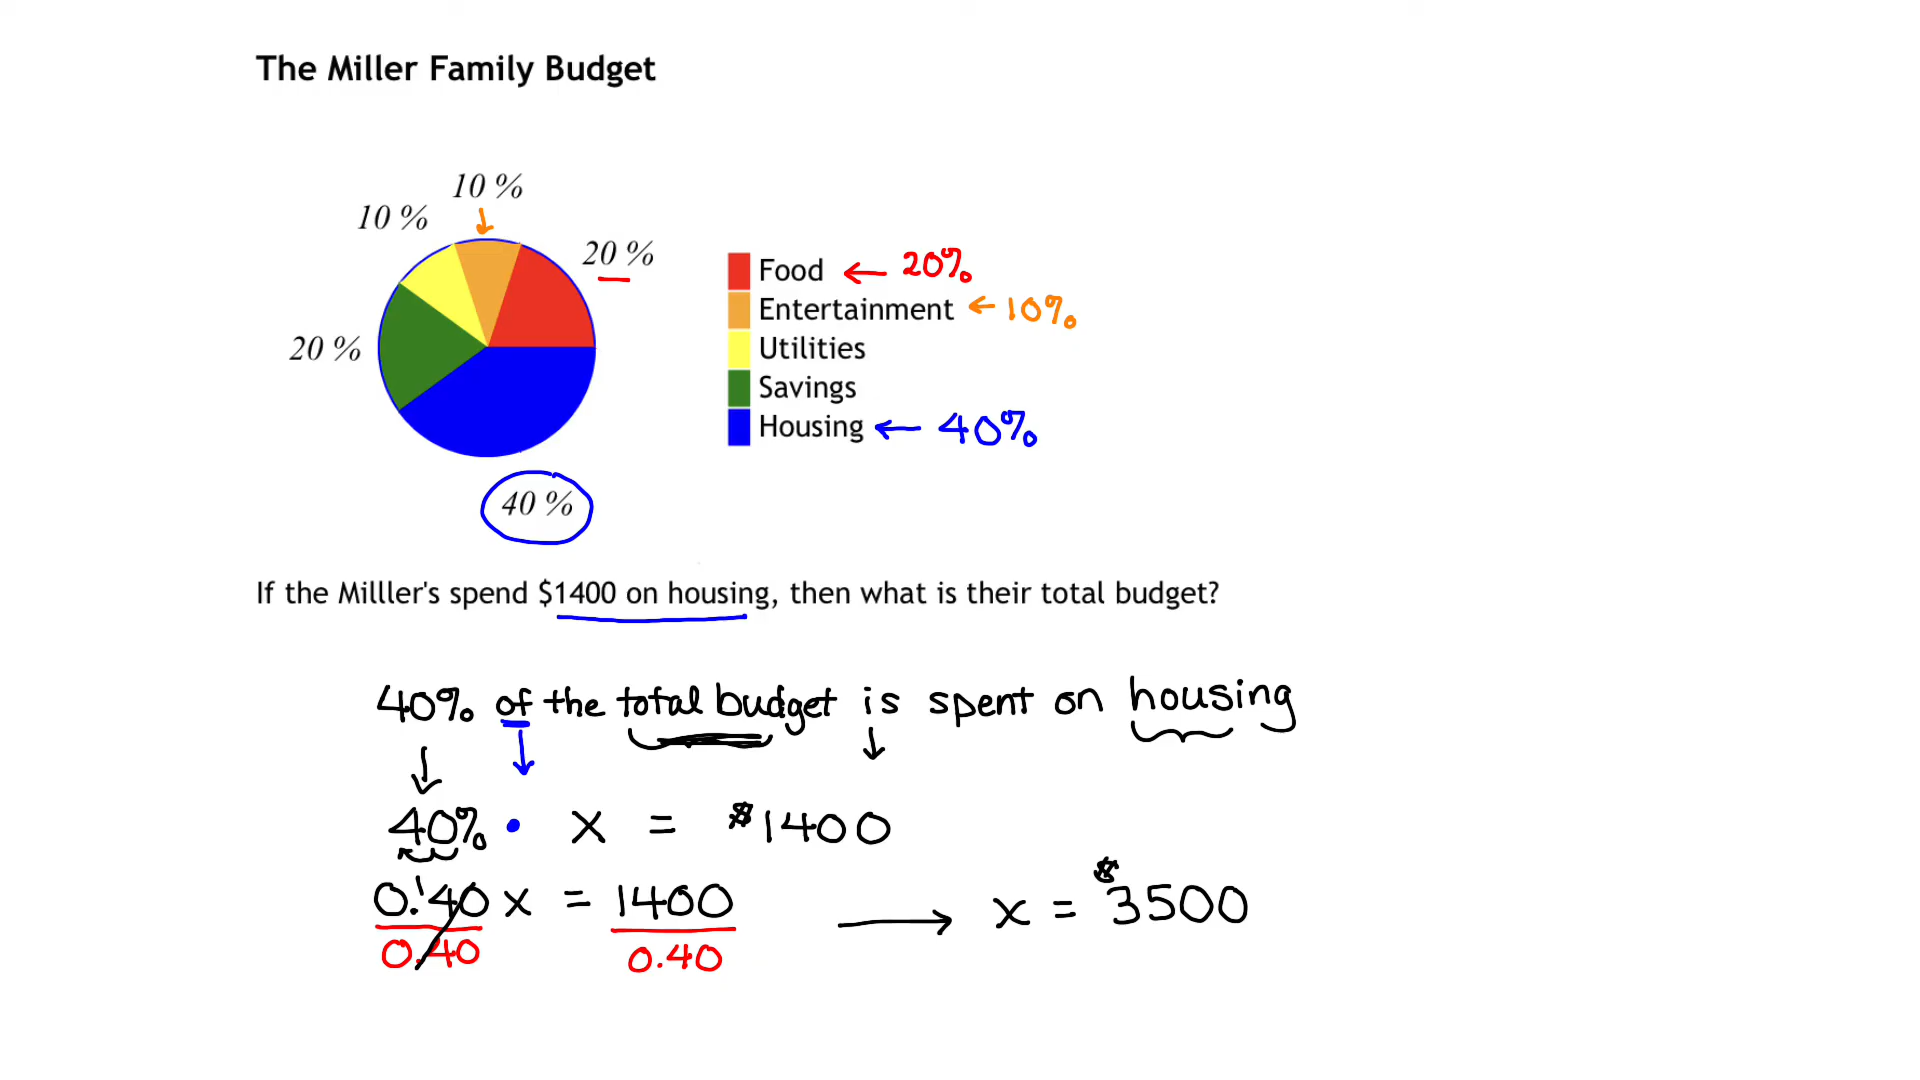 The Miller Family Budget
10 %
10 %
20 %
20 %
40 %
Food ← 20%
Entertainment ← 10%
Utilities
Savings
Housing ← 40%
If the Milller's spend $1400 on housing, then what is their total budget?
40% of the total budget is spent on housing
40% · x = $1400
0.40 x = 1400 → x = $3500
0.40 0.40
1